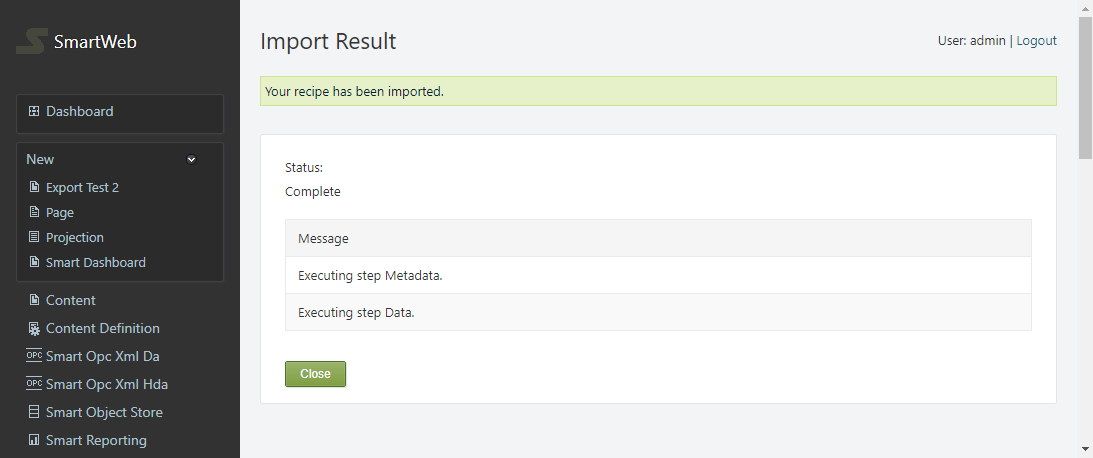 SmartWeb
Dashboard
New
Export Test 2
Page
Projection
Smart Dashboard
Content
Content Definition
OPC Smart Opc Xml Da
OPC Smart Opc Xml Hda
Smart Object Store
Smart Reporting
Import Result
User: admin | Logout
Your recipe has been imported.
Status:
Complete
Message
Executing step Metadata.
Executing step Data.
Close